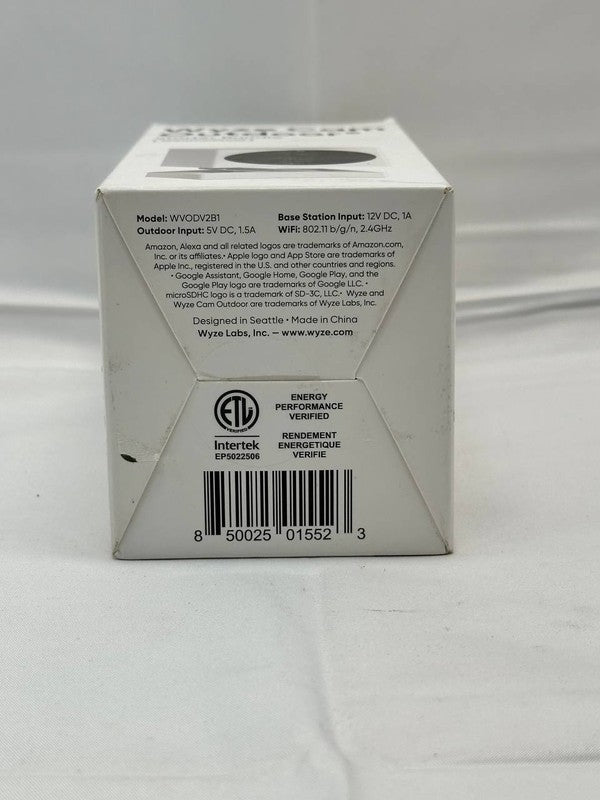 Wyze Cam
Outdoor
Model: WVODV2B1
Outdoor Input: 5V DC, 1.5A
Base Station Input: 12V DC, 1A
WiFi: 802.11 b/g/n, 2.4GHz
Amazon, Alexa and all related logos are trademarks of Amazon.com,
Inc. or its affiliates.• Apple logo and App Store are trademarks of
Apple Inc., registered in the U.S. and other countries and regions.
• Google Assistant, Google Home, Google Play, and the
Google Play logo are trademarks of Google LLC. •
microSDHC logo is a trademark of SD-3C, LLC.• Wyze and
Wyze Cam Outdoor are trademarks of Wyze Labs, Inc.
Designed in Seattle • Made in China
Wyze Labs, Inc. — www.wyze.com
ETL
VERIFIED
Intertek
EP5022506
ENERGY
PERFORMANCE
VERIFIED
RENDEMENT
ENERGETIQUE
VERIFIE
8 50025 01552 3